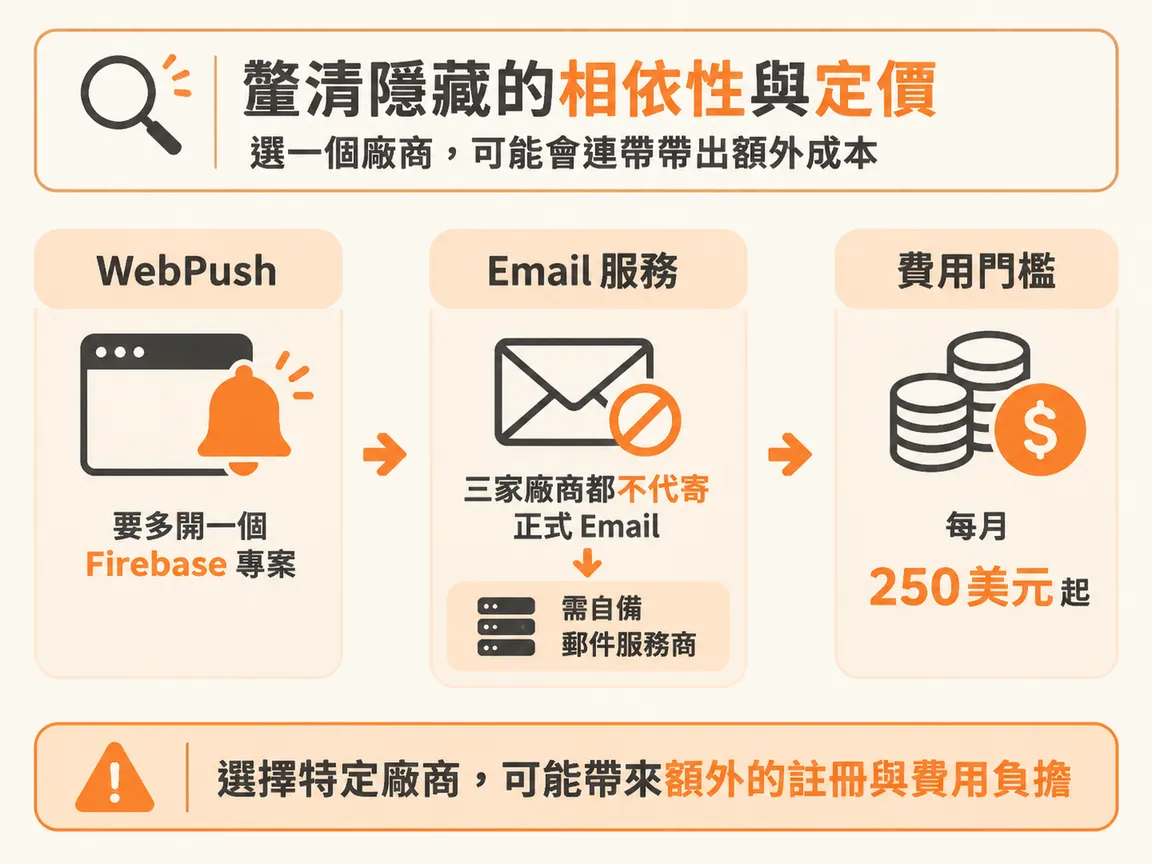 釐清隱藏的相依性與定價
選一個廠商，可能會連帶帶出額外成本
WebPush
要多開一個
Firebase 專案
Email 服務
三家廠商都不代寄
正式 Email
需自備
郵件服務商
費用門檻
每月
250 美元 起
選擇特定廠商，可能帶來額外的註冊與費用負擔